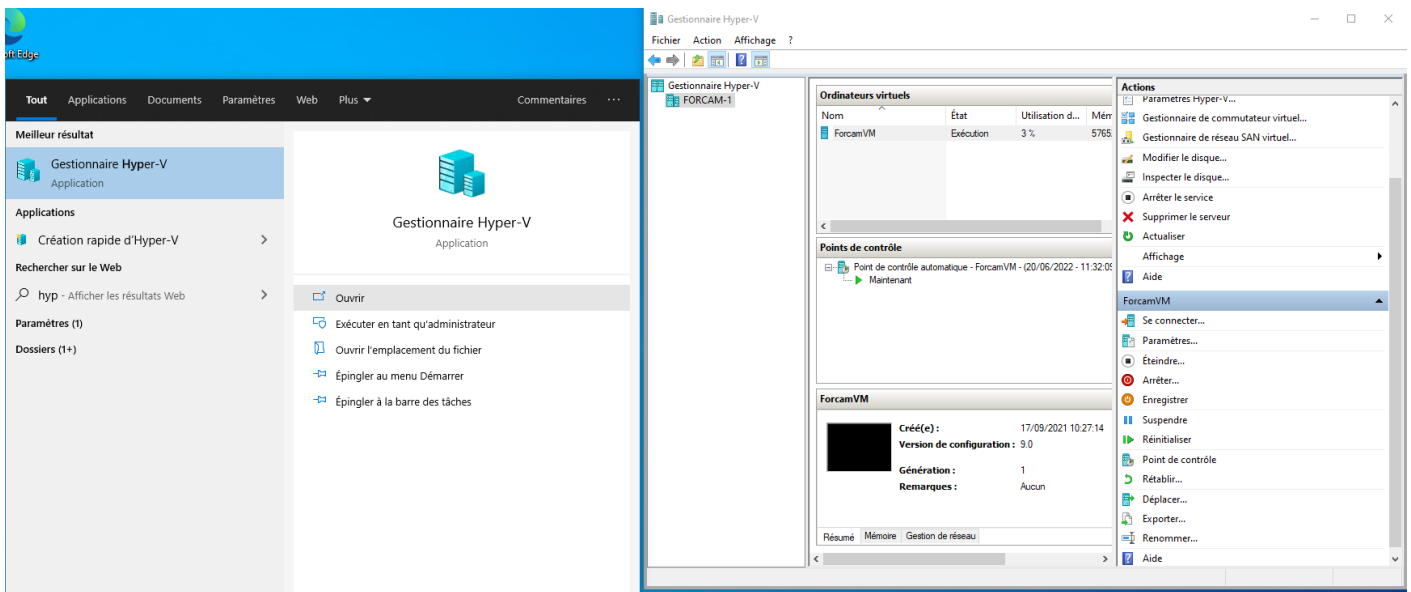 oft Edge
Tout Applications Documents Paramètres Web Plus Commentaires ...
Meilleur résultat
Gestionnaire Hyper-V
Application
Applications
Création rapide d'Hyper-V
Rechercher sur le Web
hyp - Afficher les résultats Web
Paramètres (1)
Dossiers (1+)
Gestionnaire Hyper-V
Application
Ouvrir
Exécuter en tant qu'administrateur
Ouvrir l'emplacement du fichier
Épingler au menu Démarrer
Épingler à la barre des tâches
Gestionnaire Hyper-V
Fichier Action Affichage ?
Gestionnaire Hyper-V
FORCAM-1
Ordinateurs virtuels
Nom État Utilisation d... Mém
ForcamVM Exécution 3 % 5765
Points de contrôle
Point de contrôle automatique - ForcamVM - (20/06/2022 - 11:32:09
Maintenant
ForcamVM
Créé(e) : 17/09/2021 10:27:14
Version de configuration : 9.0
Génération : 1
Remarques : Aucun
Résumé Mémoire Gestion de réseau
Actions
Paramètres Hyper-V...
Gestionnaire de commutateur virtuel...
Gestionnaire de réseau SAN virtuel...
Modifier le disque...
Inspecter le disque...
Arrêter le service
Supprimer le serveur
Actualiser
Affichage
Aide
ForcamVM
Se connecter...
Paramètres...
Éteindre...
Arrêter...
Enregistrer
Suspendre
Réinitialiser
Point de contrôle
Rétablir...
Déplacer...
Exporter...
Renommer...
Aide